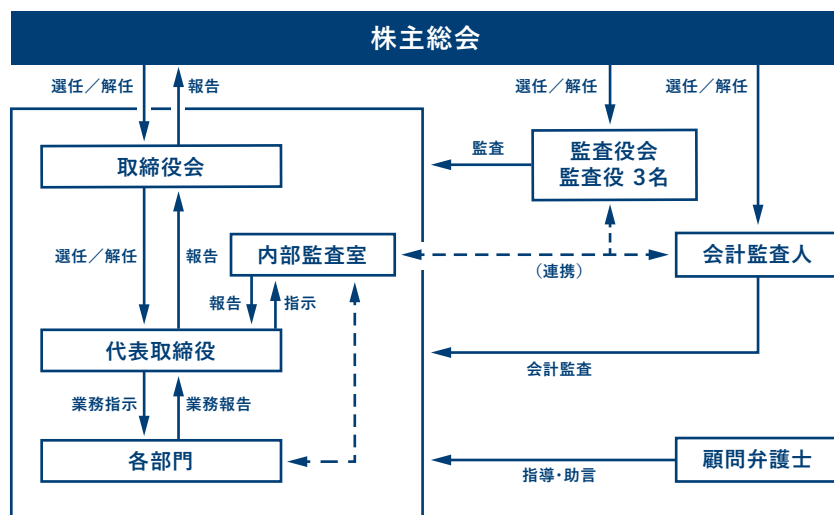 株主総会
選任／解任
報告
選任／解任
選任／解任
取締役会
監査
監査役会
監査役 3名
選任／解任
報告
内部監査室
（連携）
会計監査人
報告
指示
代表取締役
会計監査
業務指示
業務報告
各部門
指導・助言
顧問弁護士